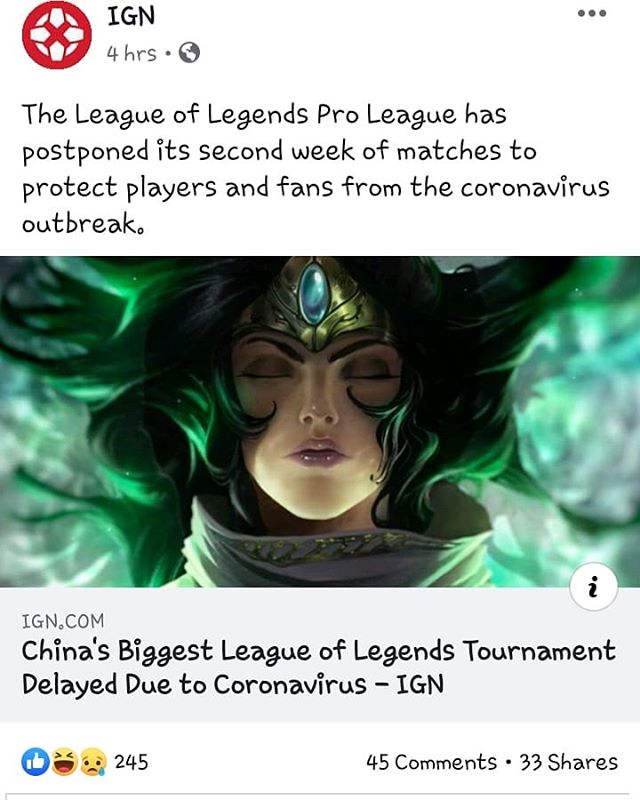 IGN
4 hrs •
The League of Legends Pro League has
postponed its second week of matches to
protect players and fans from the coronavirus
outbreak.
i
IGN.COM
China's Biggest League of Legends Tournament
Delayed Due to Coronavirus - IGN
245 45 Comments • 33 Shares